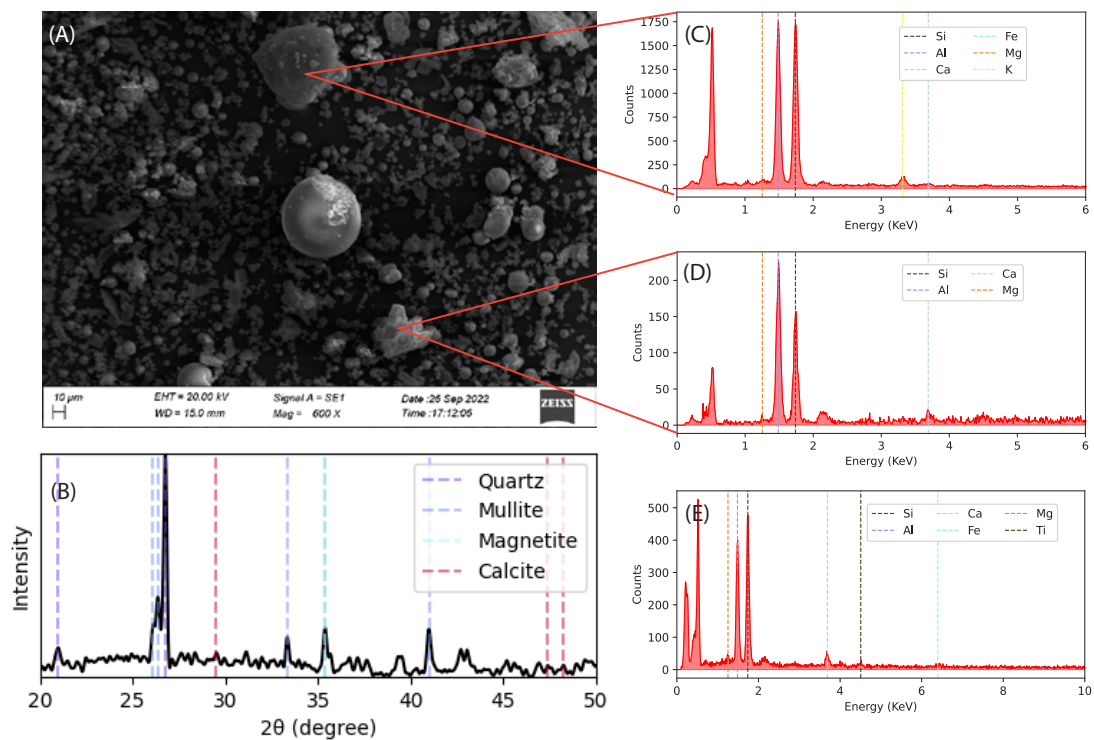 (A)
10 µm
EHT = 20.00 kV
Signal A = SE1
Date :25 Sep 2022
WD = 15.0 mm
Mag = 600 X
Time :17:12:05
ZEISS
(B)
Quartz
Mullite
Magnetite
Calcite
Intensity
20 25 30 35 40 45 50
2θ (degree)
(C)
Si Fe
Al Mg
Ca K
Counts
1750
1500
1250
1000
750
500
250
0
0 1 2 3 4 5 6
Energy (KeV)
(D)
Si Ca
Al Mg
Counts
200
150
100
50
0
0 1 2 3 4 5 6
Energy (KeV)
(E)
Si Ca Mg
Al Fe Ti
Counts
500
400
300
200
100
0
0 2 4 6 8 10
Energy (KeV)